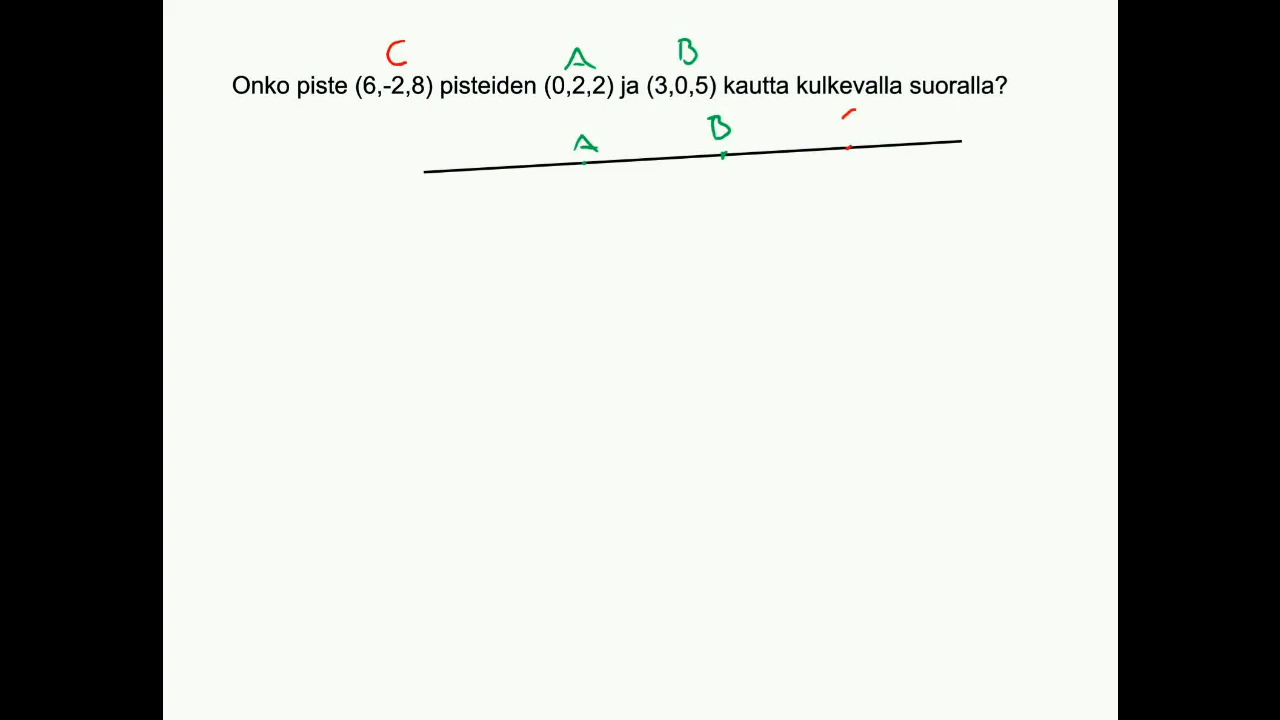 C A B
Onko piste (6,-2,8) pisteiden (0,2,2) ja (3,0,5) kautta kulkevalla suoralla?
A B